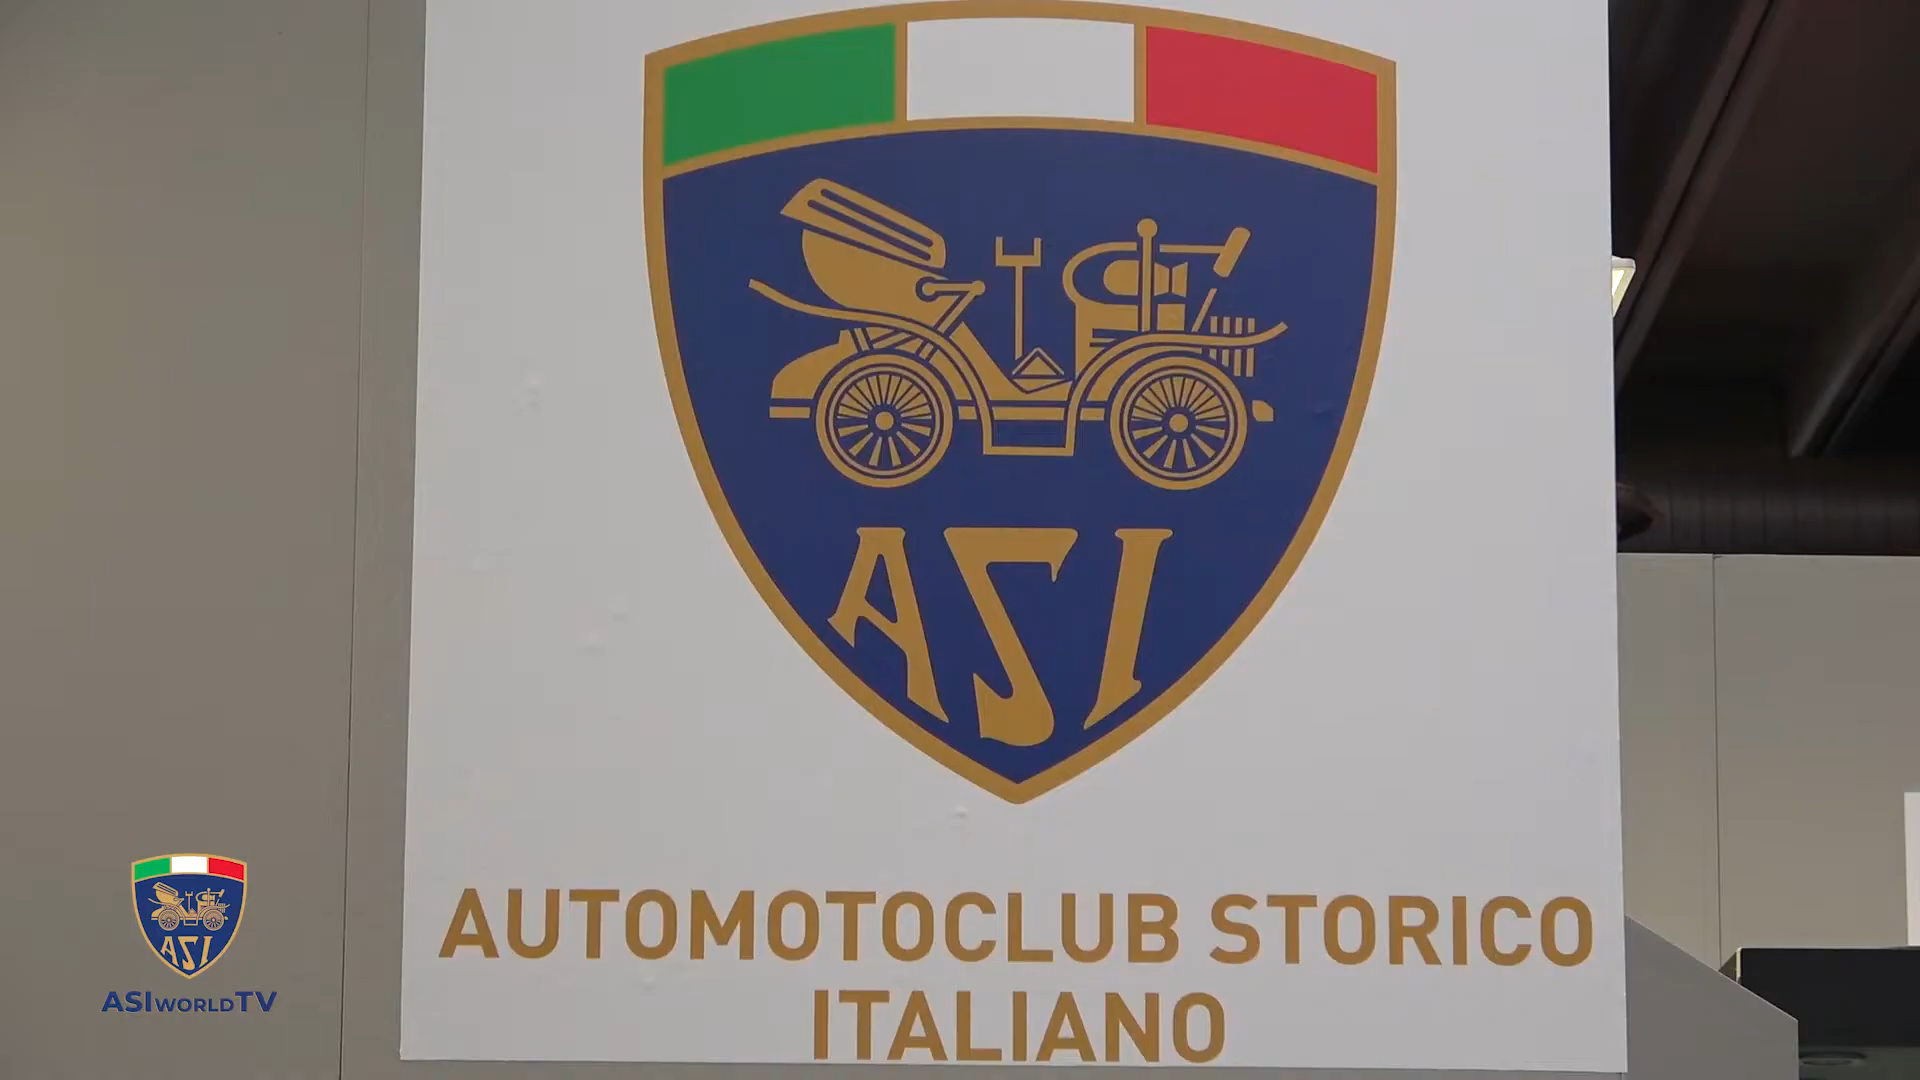 ASI
AUTOMOTOCLUB STORICO
ITALIANO
ASI
ASIWORLDTV